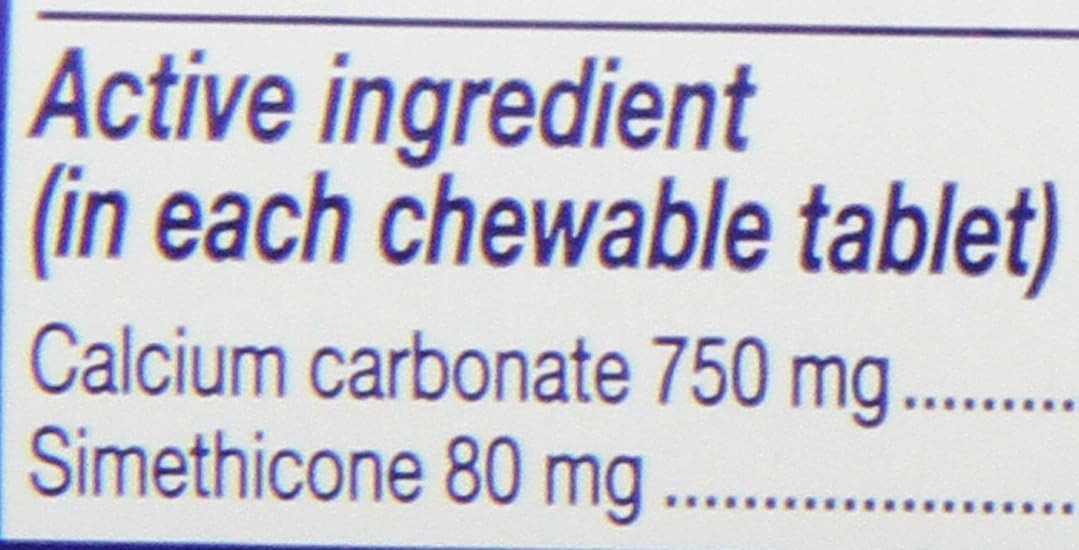 Active ingredient
(in each chewable tablet)
Calcium carbonate 750 mg.........
Simethicone 80 mg .....................